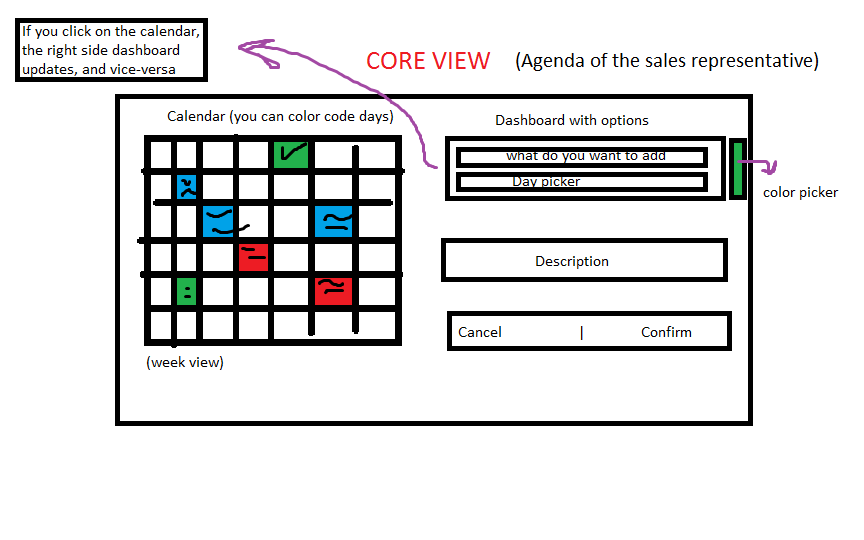 If you click on the calendar,
the right side dashboard
updates, and vice-versa
CORE VIEW (Agenda of the sales representative)
Calendar (you can color code days)
Dashboard with options
what do you want to add
Day picker
color picker
Description
Cancel | Confirm
(week view)